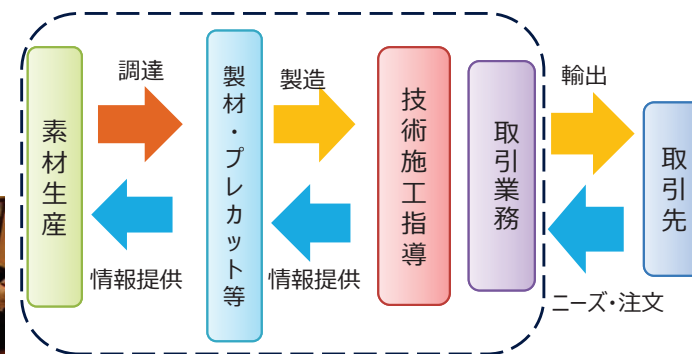 素材生産
調達
情報提供
製材・プレカット等
製造
情報提供
技術施工指導
取引業務
輸出
ニーズ・注文
取引先